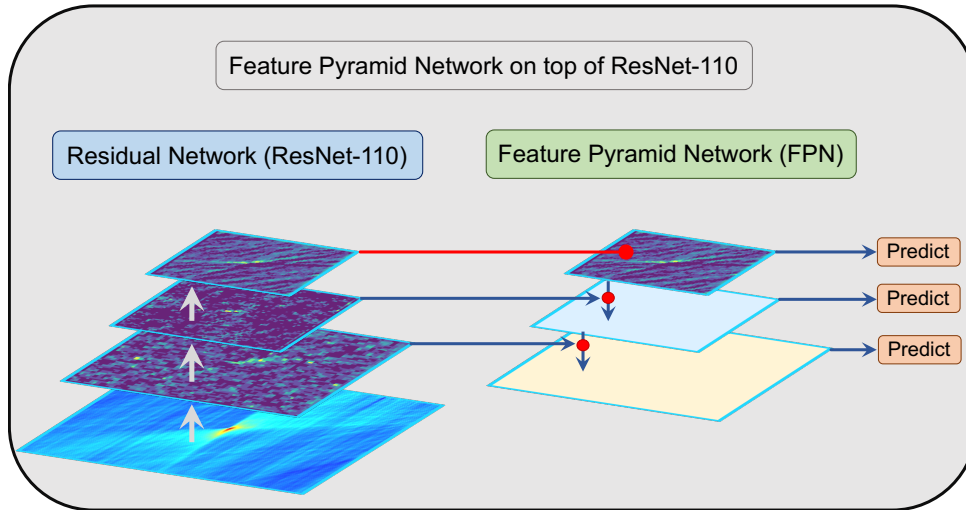 Feature Pyramid Network on top of ResNet-110
Residual Network (ResNet-110)
Feature Pyramid Network (FPN)
Predict
Predict
Predict